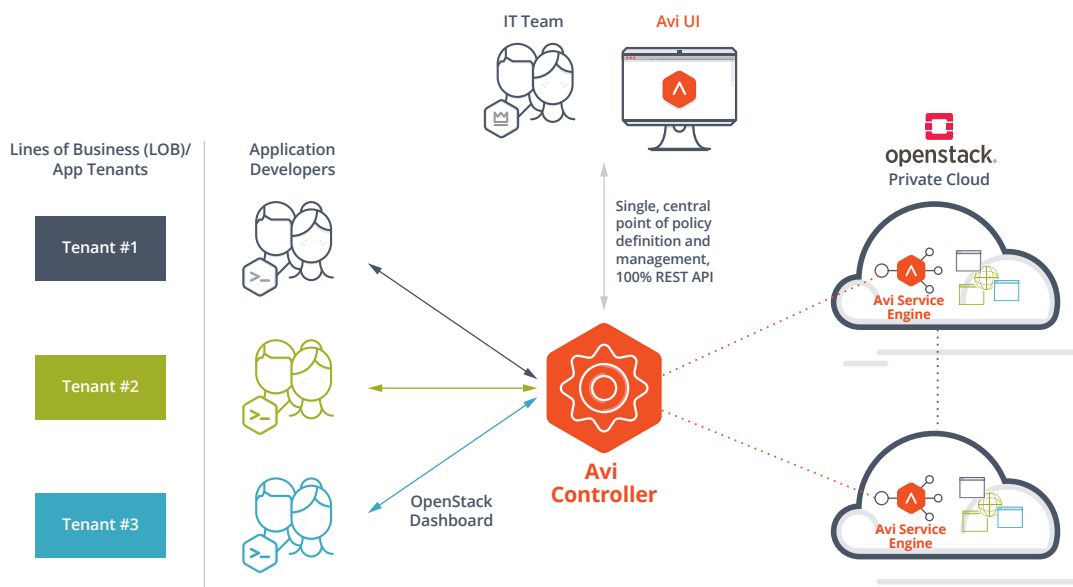 IT Team
Avi UI
Lines of Business (LOB)/
App Tenants
Application
Developers
openstack.
Private Cloud
Tenant #1
Single, central
point of policy
definition and
management,
100% REST API
Avi Service
Engine
Tenant #2
Avi
Controller
Tenant #3
OpenStack
Dashboard
Avi Service
Engine